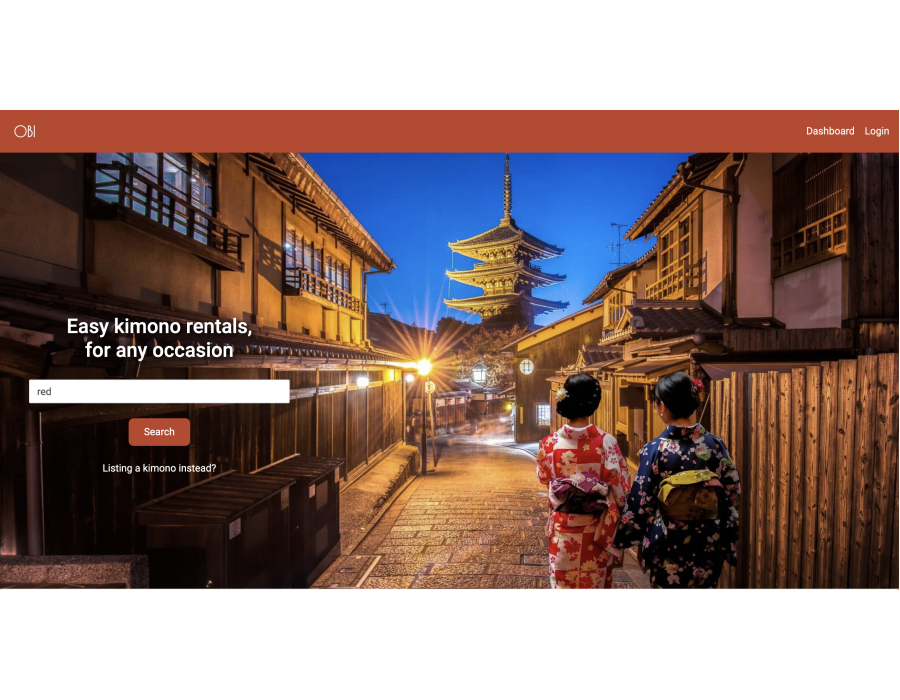 OBI
Dashboard Login
Easy kimono rentals,
for any occasion
red
Search
Listing a kimono instead?